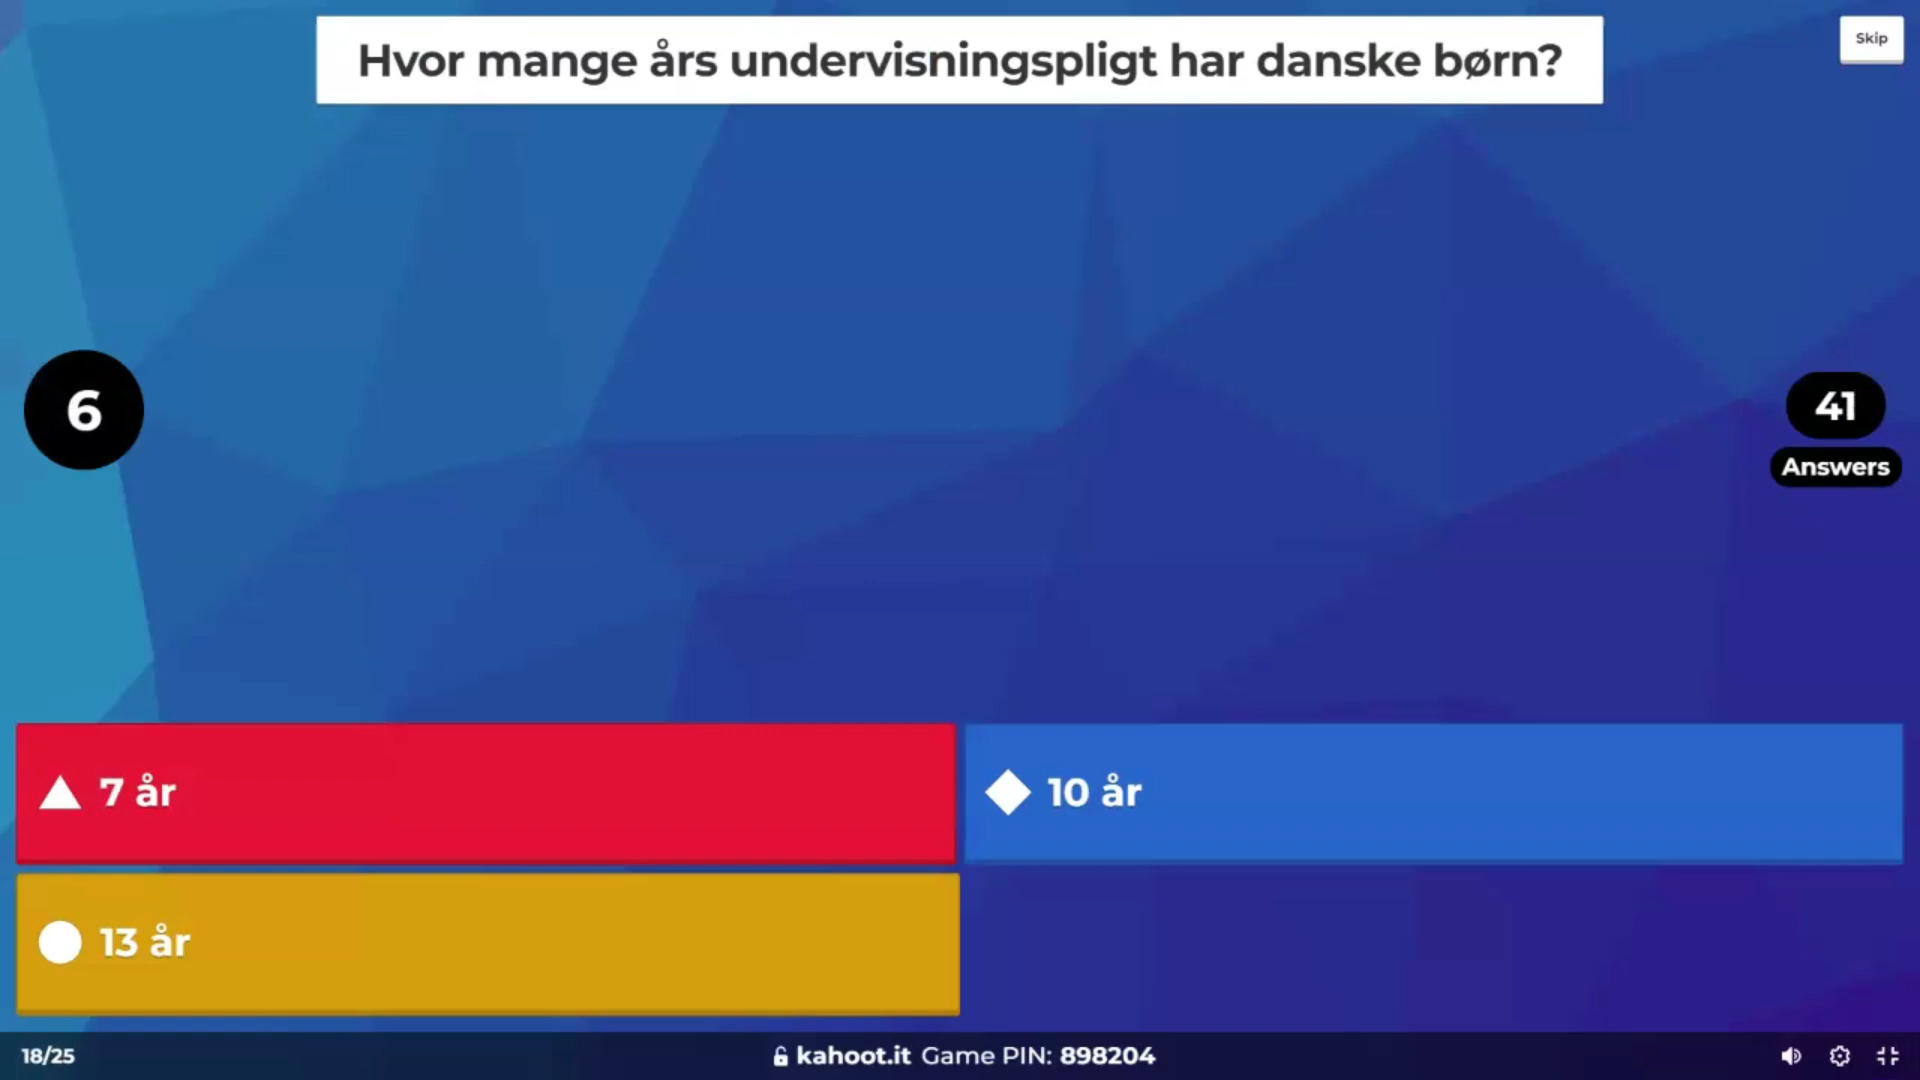 Hvor mange års undervisningspligt har danske børn?
Skip
6
41
Answers
7 år
10 år
13 år
18/25
kahoot.it Game PIN: 898204